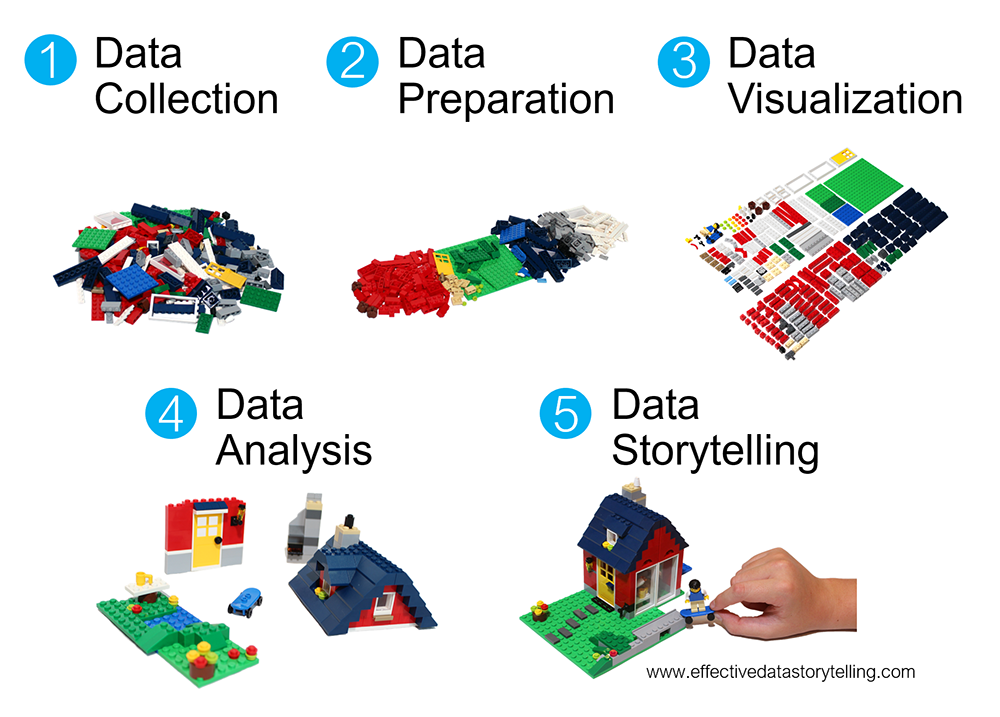 1 Data
Collection
2 Data
Preparation
3 Data
Visualization
4 Data
Analysis
5 Data
Storytelling
www.effectivedatastorytelling.com